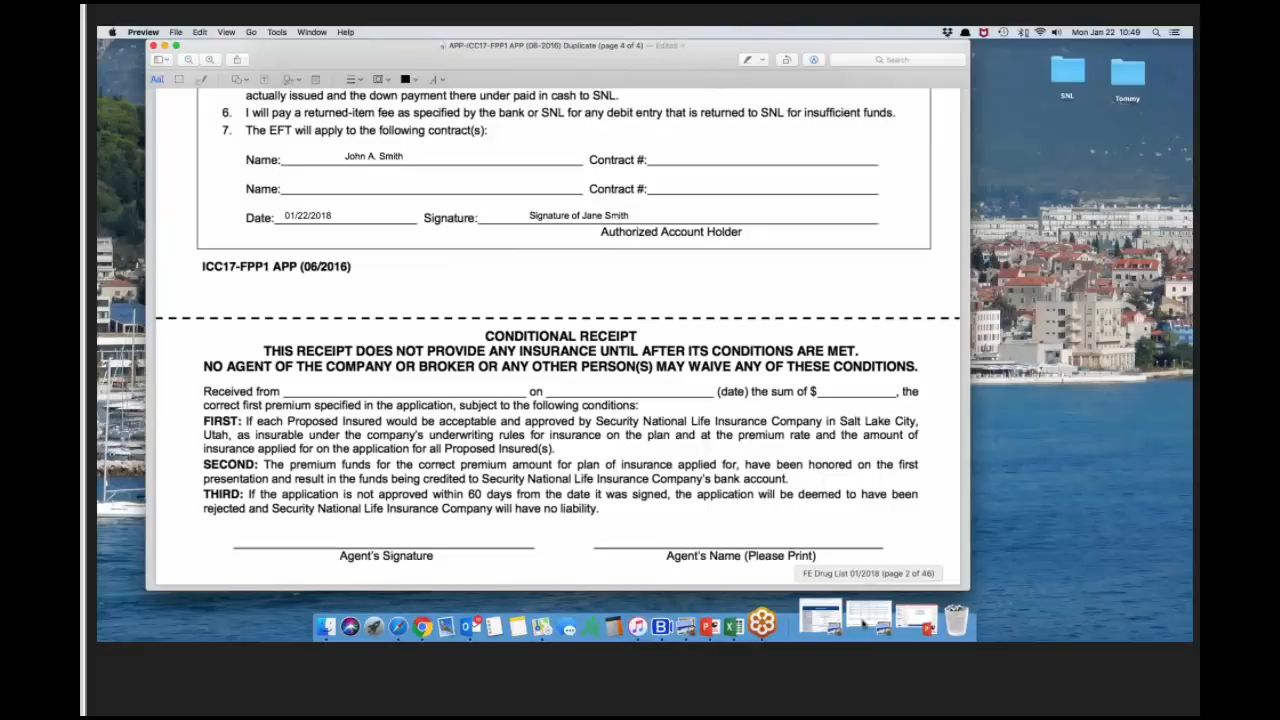 Preview File Edit View Go Tools Window Help
Mon Jan 22 10:49
APP-ICC17-FPP1 APP (06-2016) Duplicate (page 4 of 4) — Edited
Search
SNL
Tommy
actually issued and the down payment there under paid in cash to SNL.
6. I will pay a returned-item fee as specified by the bank or SNL for any debit entry that is returned to SNL for insufficient funds.
7. The EFT will apply to the following contract(s):
Name: John A. Smith Contract #:
Name: Contract #:
Date: 01/22/2018 Signature: Signature of Jane Smith
Authorized Account Holder
ICC17-FPP1 APP (06/2016)
CONDITIONAL RECEIPT
THIS RECEIPT DOES NOT PROVIDE ANY INSURANCE UNTIL AFTER ITS CONDITIONS ARE MET.
NO AGENT OF THE COMPANY OR BROKER OR ANY OTHER PERSON(S) MAY WAIVE ANY OF THESE CONDITIONS.
Received from on (date) the sum of $ , the
correct first premium specified in the application, subject to the following conditions:
FIRST: If each Proposed Insured would be acceptable and approved by Security National Life Insurance Company in Salt Lake City,
Utah, as insurable under the company's underwriting rules for insurance on the plan and at the premium rate and the amount of
insurance applied for on the application for all Proposed Insured(s).
SECOND: The premium funds for the correct premium amount for plan of insurance applied for, have been honored on the first
presentation and result in the funds being credited to Security National Life Insurance Company's bank account.
THIRD: If the application is not approved within 60 days from the date it was signed, the application will be deemed to have been
rejected and Security National Life Insurance Company will have no liability.
Agent's Signature Agent's Name (Please Print)
FE Drug List 01/2018 (page 2 of 46)